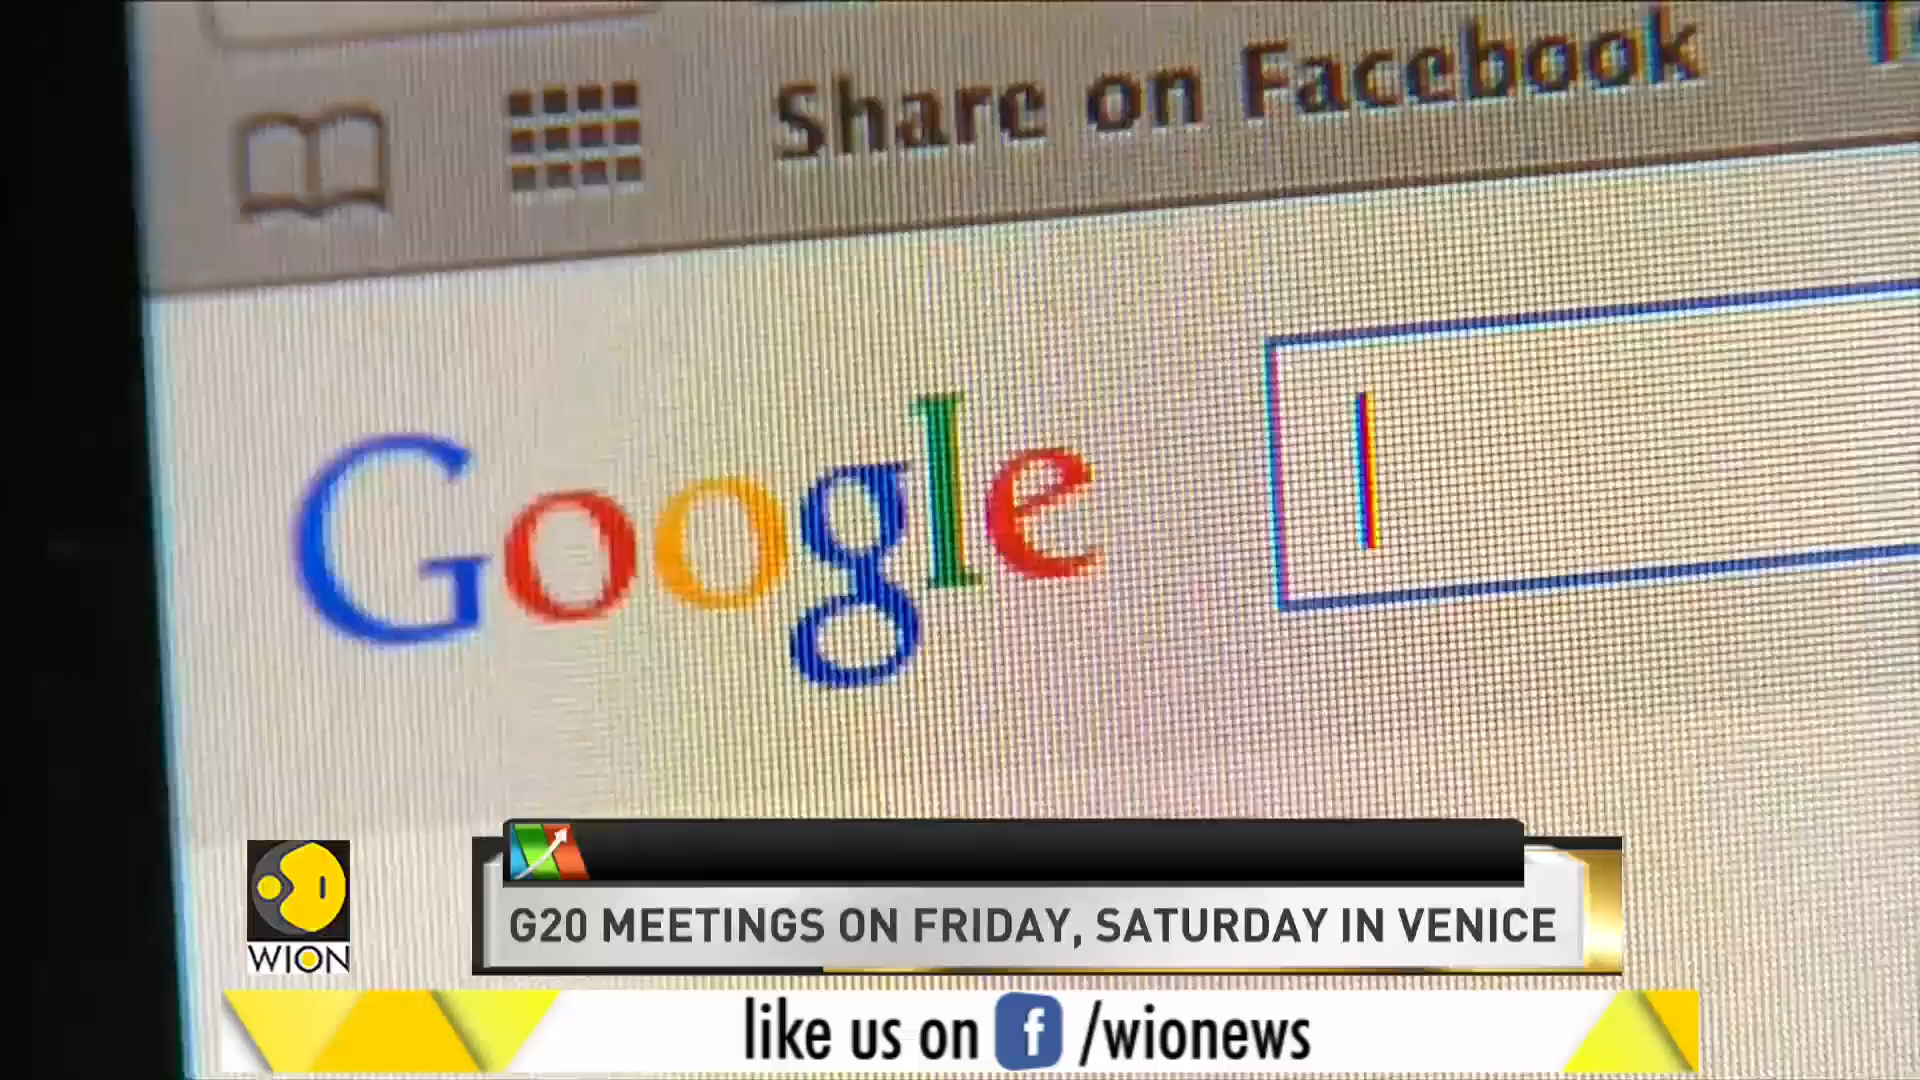 Share on Facebook
Google
G20 MEETINGS ON FRIDAY, SATURDAY IN VENICE
WION
like us on f /wionews